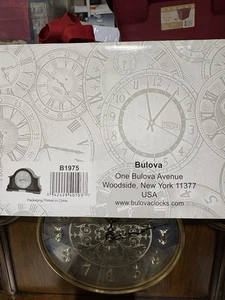 B1975
Bulova
One Bulova Avenue
Woodside, New York 11377
USA
www.bulovaclocks.com
Packaging Printed in China